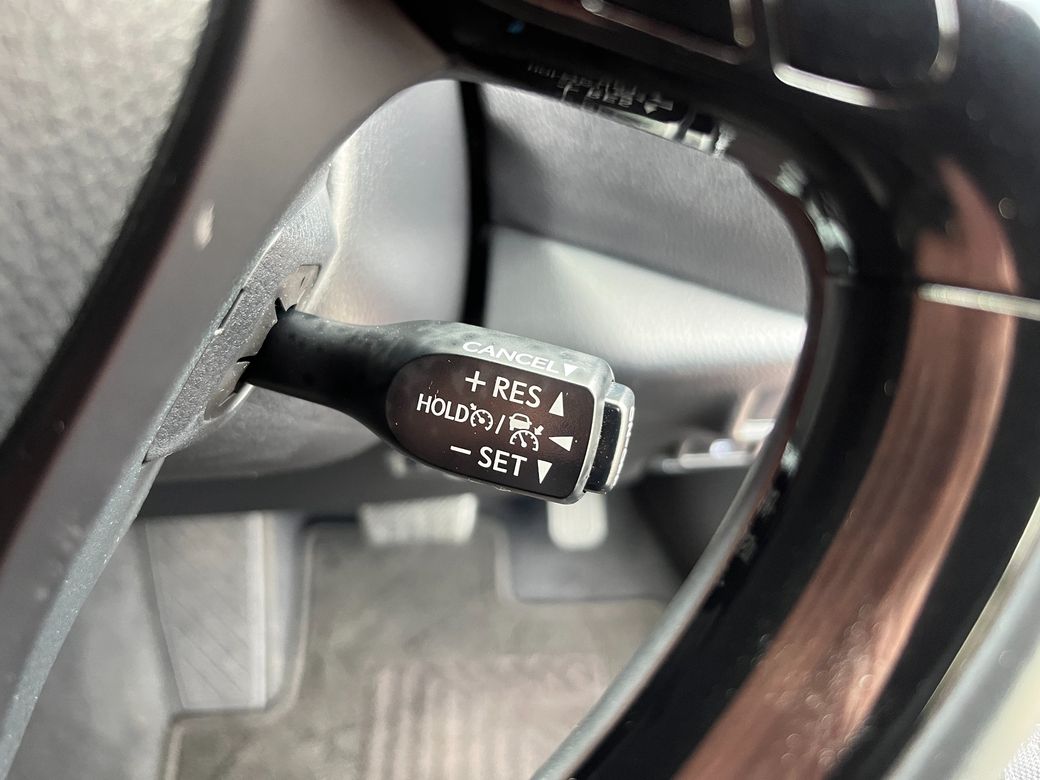 CANCEL▼
+ RES ▲
HOLD / ◀
− SET ▼